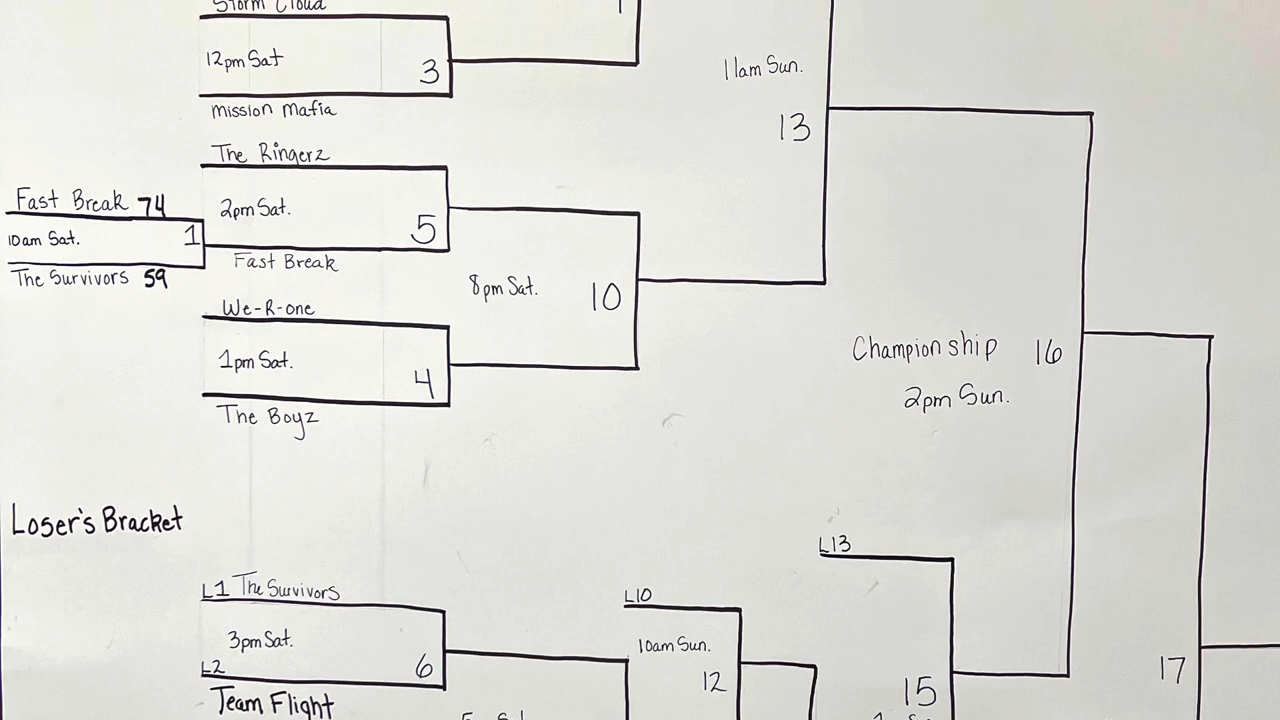 Storm Cloud
12pm Sat
3
mission mafia
11am Sun.
13
The Ringerz
Fast Break 74
2pm Sat.
5
10am Sat. 1
Fast Break
The Survivors 59
8pm Sat. 10
We-R-one
1pm Sat.
4
The Boyz
Championship 16
2pm Sun.
Loser's Bracket
L13
L1 The Survivors
L10
3pm Sat.
10am Sun.
L2
6
12
15
17
Team Flight